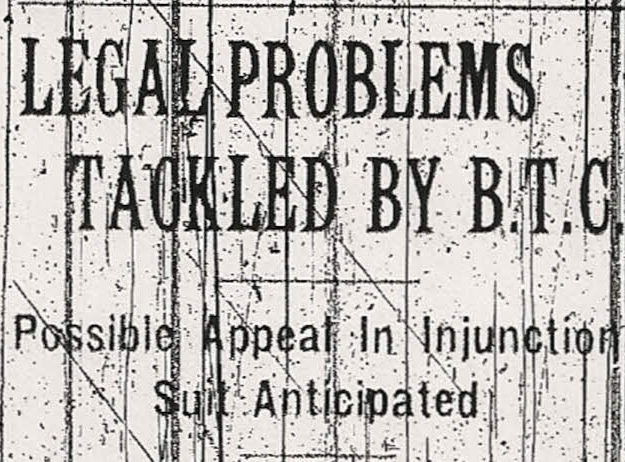 LEGAL PROBLEMS
TACKLED BY B.T.C.
Possible Appeal In Injunction
Suit Anticipated